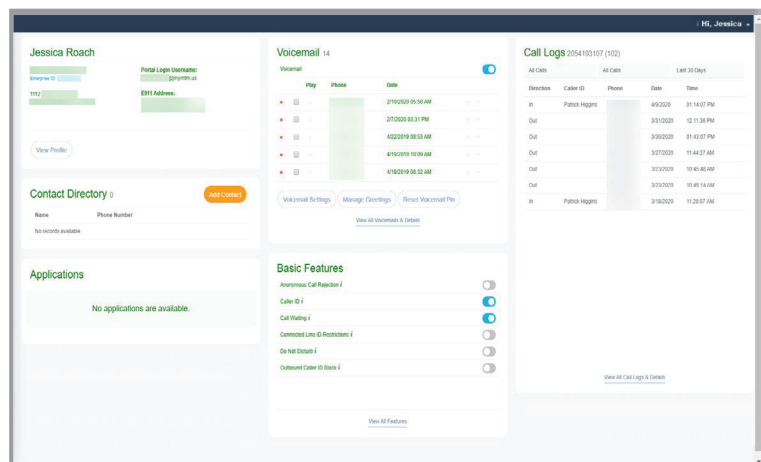 Hi, Jessica
Jessica Roach
Portal Login Username:
Enterprise ID:
@mymtm.us
1112
E911 Address:
View Profile
Contact Directory 0
Add Contact
Name Phone Number
No records available
Applications
No applications are available.
Voicemail 14
Voicemail
Play Phone Date
2/19/2020 05:50 AM
2/7/2020 03:31 PM
4/22/2019 08:53 AM
4/19/2019 10:09 AM
4/19/2019 08:32 AM
Voicemail Settings Manage Greetings Reset Voicemail Pin
View All Voicemails & Details
Basic Features
Anonymous Call Rejection i
Caller ID i
Call Waiting i
Connected Line ID Restrictions i
Do Not Disturb i
Outbound Caller ID Block i
View All Features
Call Logs 2054193107 (102)
All Calls All Calls Last 30 Days
Direction Caller ID Phone Date Time
In Patrick Higgins 4/9/2020 01:14:07 PM
Out 3/31/2020 12:11:36 PM
Out 3/30/2020 01:43:07 PM
Out 3/27/2020 11:44:27 AM
Out 3/23/2020 10:45:48 AM
Out 3/23/2020 10:45:14 AM
In Patrick Higgins 3/18/2020 11:20:07 AM
View All Call Logs & Details